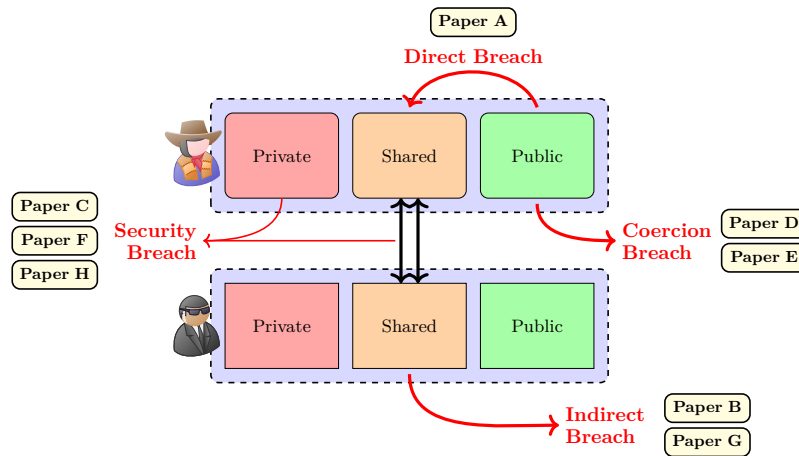 Paper A
Direct Breach
Private
Shared
Public
Paper C
Paper F
Paper H
Security
Breach
Coercion
Breach
Paper D
Paper E
Private
Shared
Public
Indirect
Breach
Paper B
Paper G